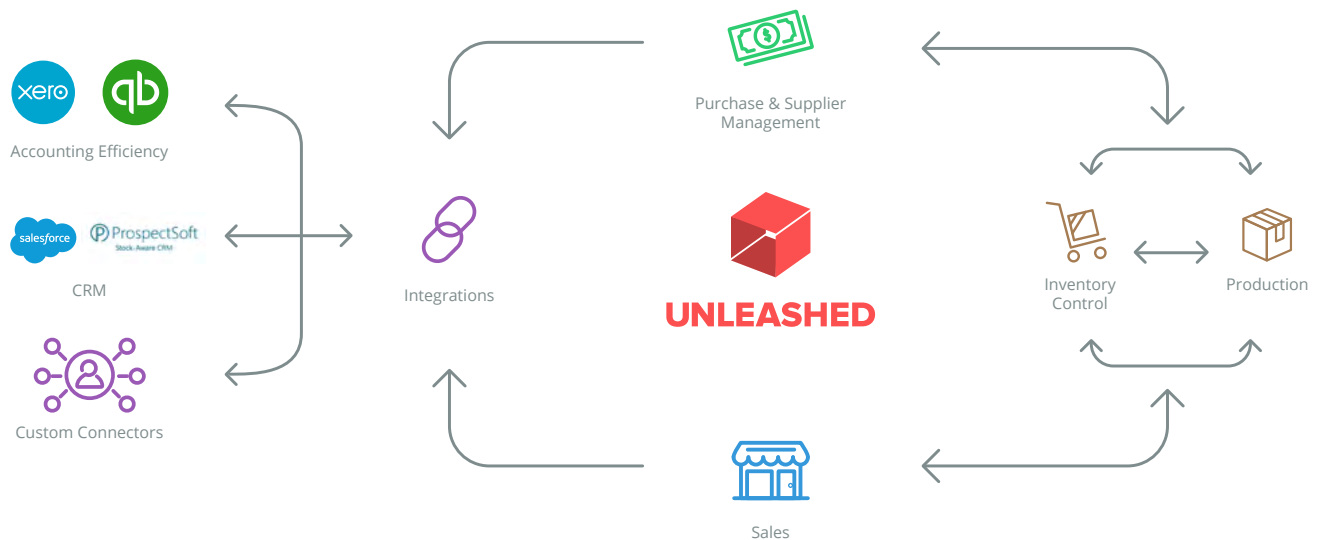 xero
qb
Accounting Efficiency
salesforce
ProspectSoft
Stock-Aware CRM
CRM
Custom Connectors
Integrations
$
Purchase & Supplier
Management
UNLEASHED
Sales
Inventory
Control
Production